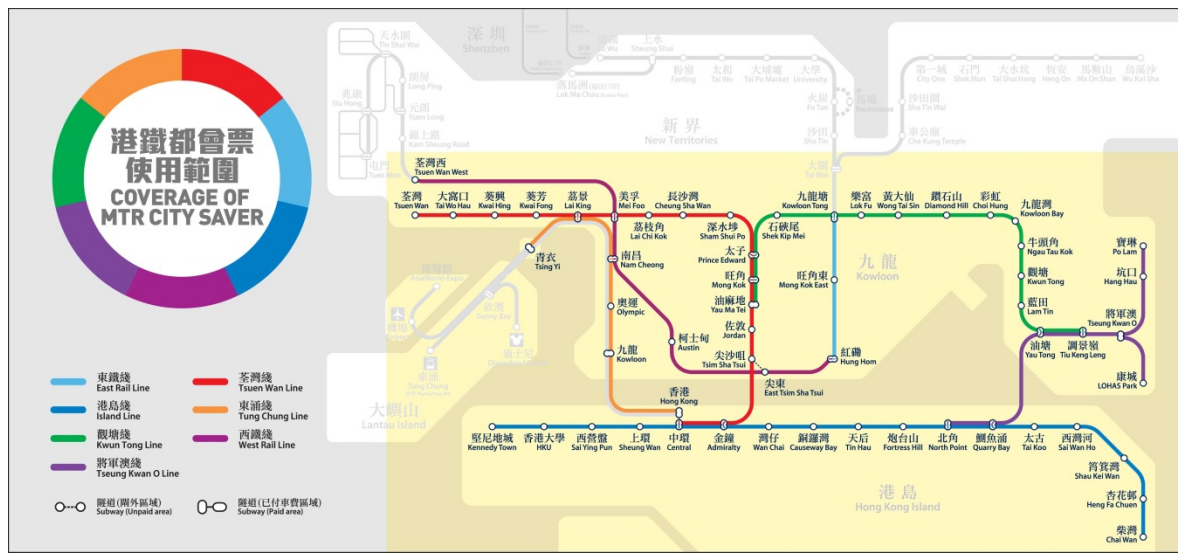 港鐵都會票
使用範圍
COVERAGE OF
MTR CITY SAVER
東鐵綫
East Rail Line
港島綫
Island Line
觀塘綫
Kwun Tong Line
將軍澳綫
Tseung Kwan O Line
荃灣綫
Tsuen Wan Line
東涌綫
Tung Chung Line
西鐵綫
West Rail Line
隧道(閘外區域)
Subway (Unpaid area)
隧道(已付車費區域)
Subway (Paid area)
深圳
Shenzhen
天水圍
Tin Shui Wai
朗屏
Long Ping
兆康
Siu Hong
元朗
Yuen Long
錦上路
Kam Sheung Road
屯門
Tuen Mun
上水
Sheung Shui
落馬洲
Lok Ma Chau
粉嶺
Fanling
太和
Tai Wo
大埔墟
Tai Po Market
大學
University
火炭
Fo Tan
馬場
Racecourse
沙田
Sha Tin
大圍
Tai Wai
第一城
City One
石門
Shek Mun
大水坑
Tai Shui Hang
恆安
Heng On
馬鞍山
Ma On Shan
烏溪沙
Wu Kai Sha
沙田圍
Sha Tin Wai
車公廟
Che Kung Temple
新界
New Territories
荃灣西
Tsuen Wan West
荃灣
Tsuen Wan
大窩口
Tai Wo Hau
葵興
Kwai Hing
葵芳
Kwai Fong
荔景
Lai King
美孚
Mei Foo
長沙灣
Cheung Sha Wan
荔枝角
Lai Chi Kok
深水埗
Sham Shui Po
九龍塘
Kowloon Tong
石硤尾
Shek Kip Mei
樂富
Lok Fu
黃大仙
Wong Tai Sin
鑽石山
Diamond Hill
彩虹
Choi Hung
九龍灣
Kowloon Bay
牛頭角
Ngau Tau Kok
觀塘
Kwun Tong
藍田
Lam Tin
油塘
Yau Tong
調景嶺
Tiu Keng Leng
寶琳
Po Lam
坑口
Hang Hau
將軍澳
Tseung Kwan O
康城
LOHAS Park
太子
Prince Edward
旺角
Mong Kok
油麻地
Yau Ma Tei
佐敦
Jordan
尖沙咀
Tsim Sha Tsui
旺角東
Mong Kok East
九龍
Kowloon
紅磡
Hung Hom
尖東
East Tsim Sha Tsui
柯士甸
Austin
青衣
Tsing Yi
南昌
Nam Cheong
奧運
Olympic
九龍
Kowloon
香港
Hong Kong
欣澳
Sunny Bay
迪士尼
機場
東涌
Tung Chung
大嶼山
Lantau Island
堅尼地城
Kennedy Town
香港大學
HKU
西營盤
Sai Ying Pun
上環
Sheung Wan
中環
Central
金鐘
Admiralty
灣仔
Wan Chai
銅鑼灣
Causeway Bay
天后
Tin Hau
炮台山
Fortress Hill
北角
North Point
鰂魚涌
Quarry Bay
太古
Tai Koo
西灣河
Sai Wan Ho
筲箕灣
Shau Kei Wan
杏花邨
Heng Fa Chuen
柴灣
Chai Wan
港島
Hong Kong Island